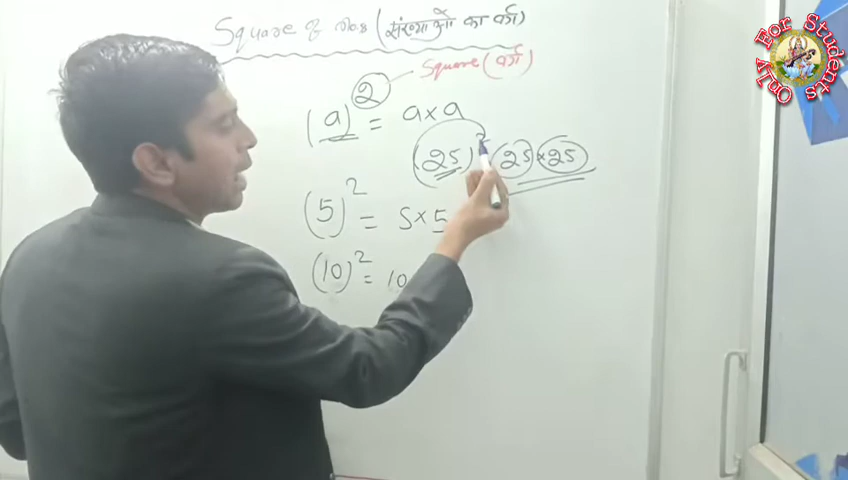 Square of Nos (संख्याओं का वर्ग)
Square (वर्ग)
(a)² = a×a
(25)² (25×25
(5)² = 5×5
(10)² = 10
Only For Students